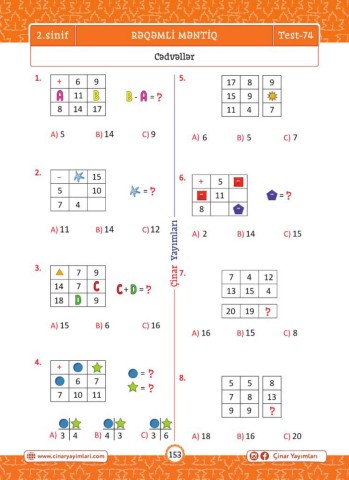 2.sinif
RƏQƏMLİ MƏNTİQ
Test-74
Cədvəllər
1.
+ 6 9
A 11 B
8 14 17
B - A = ?
A) 5 B) 14 C) 9
2.
- 15
5 10
7 4
= ?
A) 11 B) 14 C) 12
3.
7 9
14 7 C
18 D 9
C + D = ?
A) 15 B) 6 C) 16
4.
+
6 7
7 10 11
= ?
= ?
A) 3 4 B) 4 3 C) 3 6
5.
17 8 9
15 9
11 4 7
A) 6 B) 5 C) 7
6.
+ 5 -
- 11
8 -
- = ?
A) 2 B) 14 C) 15
7.
7 4 12
13 15 4
20 19 ?
A) 16 B) 15 C) 8
8.
5 5 8
7 8 13
9 9 ?
A) 18 B) 16 C) 20
Çinar Yayımları
www.cinaryayimlari.com
153
Çinar Yayımları